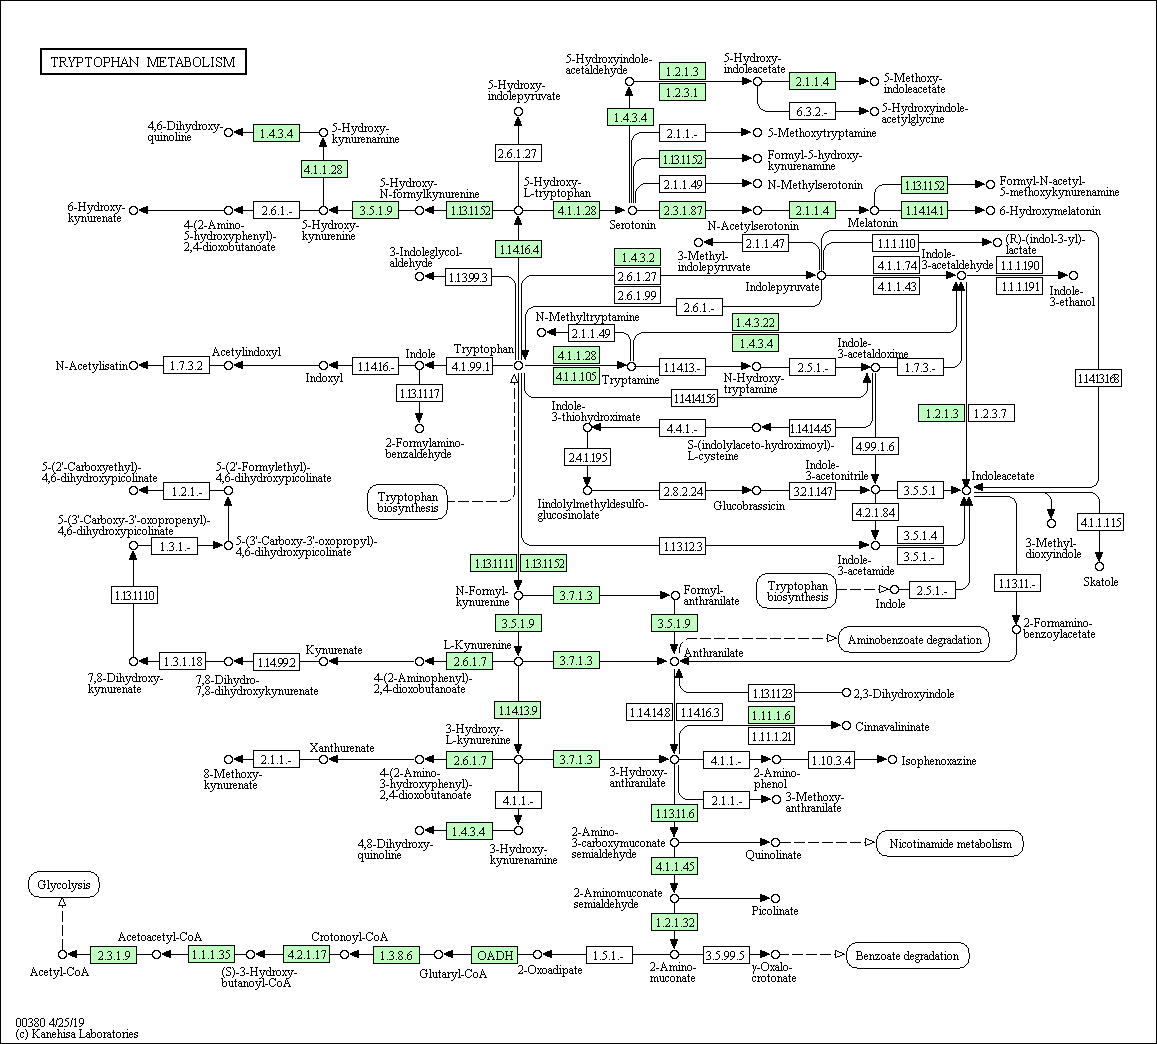 TRYPTOPHAN METABOLISM
5-Hydroxyindole-
acetaldehyde
1.2.1.3
1.2.3.1
5-Hydroxy-
indoleacetate
2.1.1.4
5-Methoxy-
indoleacetate
6.3.2.-
5-Hydroxyindole-
acetylglycine
5-Hydroxy-
indolepyruvate
1.4.3.4
4,6-Dihydroxy-
quinoline
1.4.3.4
5-Hydroxy-
kynurenamine
2.1.1.-
5-Methoxytryptamine
2.6.1.27
1.13.11.52
Formyl-5-hydroxy-
kynurenamine
4.1.1.28
5-Hydroxy-
N-formylkynurenine
5-Hydroxy-
L-tryptophan
2.1.1.49
N-Methylserotonin
1.13.11.52
Formyl-N-acetyl-
5-methoxykynurenamine
6-Hydroxy-
kynurenate
4-(2-Amino-
5-hydroxyphenyl)-
2,4-dioxobutanoate
2.6.1.-
5-Hydroxy-
kynurenine
3.5.1.9
1.13.11.52
4.1.1.28
Serotonin
2.3.1.87
N-Acetylserotonin
2.1.1.4
Melatonin
1.14.14.1
6-Hydroxymelatonin
1.14.16.4
3-Indoleglycol-
aldehyde
1.13.99.3
1.4.3.2
2.6.1.27
2.6.1.99
3-Methyl-
indolepyruvate
2.1.1.47
Indolepyruvate
1.1.1.110
(R)-(indol-3-yl)-
lactate
4.1.1.74
4.1.1.43
Indole-
3-acetaldehyde
1.1.1.190
1.1.1.191
Indole-
3-ethanol
2.6.1.-
N-Methyltryptamine
2.1.1.49
1.4.3.22
1.4.3.4
N-Acetylisatin
1.7.3.2
Acetylindoxyl
Indoxyl
1.14.16.-
Indole
4.1.99.1
Tryptophan
4.1.1.28
4.1.1.105
Tryptamine
1.14.13.-
N-Hydroxy-
tryptamine
2.5.1.-
Indole-
3-acetaldoxime
1.7.3.-
1.14.13.168
1.13.11.17
2-Formylamino-
benzaldehyde
1.14.14.156
Indole-
3-thiohydroximate
4.4.1.-
S-(indolylaceto-hydroximoyl)-
L-cysteine
1.14.14.45
1.2.1.3
1.2.3.7
2.4.1.195
4.99.1.6
5-(2'-Carboxyethyl)-
4,6-dihydroxypicolinate
1.2.1.-
5-(2'-Formylethyl)-
4,6-dihydroxypicolinate
Tryptophan
biosynthesis
Iindolylmethyldesulfo-
glucosinolate
2.8.2.24
Glucobrassicin
3.2.1.147
Indole-
3-acetonitrile
3.5.5.1
Indoleacetate
4.2.1.84
5-(3'-Carboxy-3'-oxopropenyl)-
4,6-dihydroxypicolinate
1.3.1.-
5-(3'-Carboxy-3'-oxopropyl)-
4,6-dihydroxypicolinate
1.13.12.3
Indole-
3-acetamide
3.5.1.4
3.5.1.-
3-Methyl-
dioxyindole
4.1.1.115
Skatole
1.13.11.11
1.13.11.52
1.13.11.10
N-Formyl-
kynurenine
3.7.1.3
Formyl-
anthranilate
Tryptophan
biosynthesis
Indole
2.5.1.-
1.13.11.-
2-Formamino-
benzoylacetate
3.5.1.9
3.5.1.9
Aminobenzoate degradation
7,8-Dihydroxy-
kynurenate
1.3.1.18
7,8-Dihydro-
7,8-dihydroxykynurenate
1.14.99.2
Kynurenate
4-(2-Aminophenyl)-
2,4-dioxobutanoate
2.6.1.7
L-Kynurenine
3.7.1.3
Anthranilate
1.13.11.23
2,3-Dihydroxyindole
1.14.13.9
1.14.14.8
1.14.16.3
1.11.1.6
1.11.1.21
Cinnavalininate
3-Hydroxy-
L-kynurenine
8-Methoxy-
kynurenate
2.1.1.-
Xanthurenate
4-(2-Amino-
3-hydroxyphenyl)-
2,4-dioxobutanoate
2.6.1.7
3.7.1.3
3-Hydroxy-
anthranilate
4.1.1.-
2-Amino-
phenol
1.10.3.4
Isophenoxazine
4.1.1.-
2.1.1.-
3-Methoxy-
anthranilate
1.13.11.6
4,8-Dihydroxy-
quinoline
1.4.3.4
3-Hydroxy-
kynurenamine
2-Amino-
3-carboxymuconate
semialdehyde
Quinolinate
Nicotinamide metabolism
4.1.1.45
Glycolysis
2-Aminomuconate
semialdehyde
Picolinate
1.2.1.32
Acetyl-CoA
2.3.1.9
Acetoacetyl-CoA
1.1.1.35
(S)-3-Hydroxy-
butanoyl-CoA
4.2.1.17
Crotonoyl-CoA
1.3.8.6
Glutaryl-CoA
OADH
2-Oxoadipate
1.5.1.-
2-Amino-
muconate
3.5.99.5
γ-Oxalo-
crotonate
Benzoate degradation
00380 4/25/19
(c) Kanehisa Laboratories